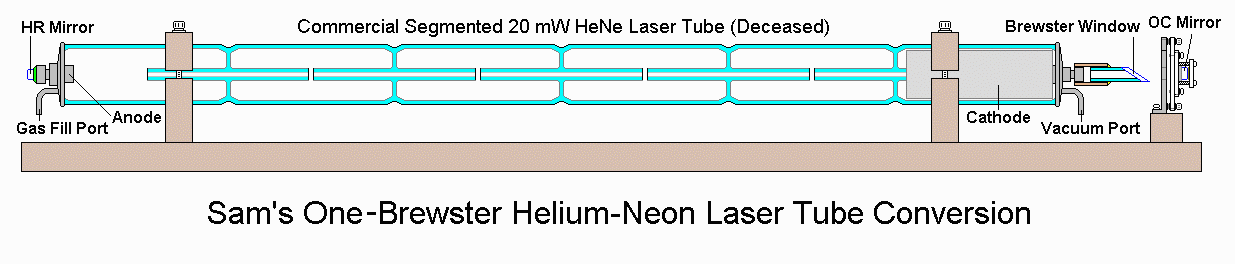 HR Mirror
Commercial Segmented 20 mW HeNe Laser Tube (Deceased)
Brewster Window
OC Mirror
Gas Fill Port
Anode
Cathode
Vacuum Port
Sam's One-Brewster Helium-Neon Laser Tube Conversion